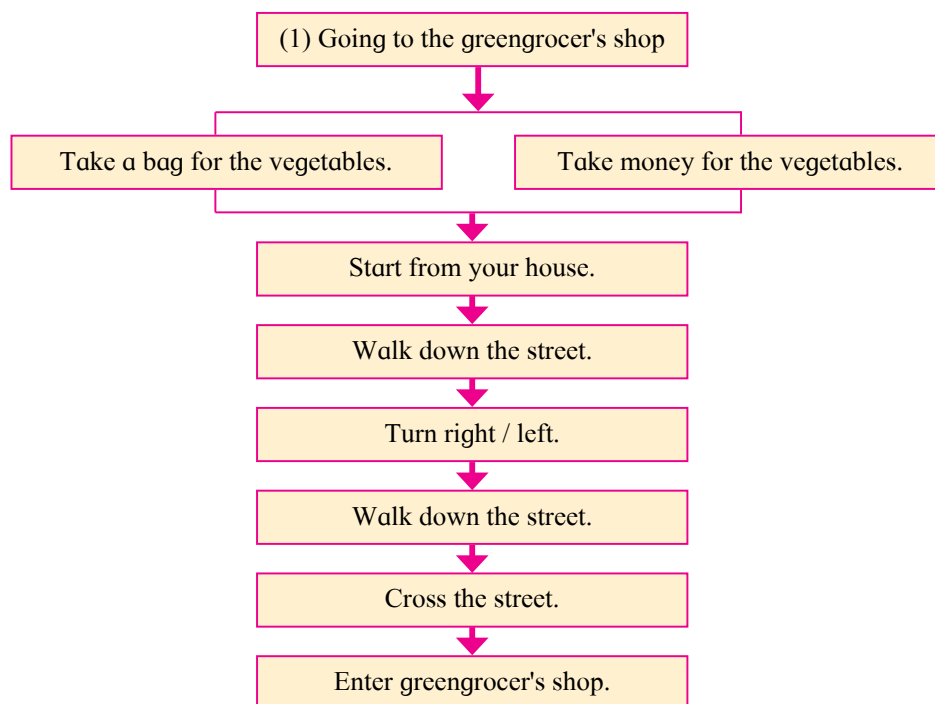 (1) Going to the greengrocer's shop
Take a bag for the vegetables.
Take money for the vegetables.
Start from your house.
Walk down the street.
Turn right / left.
Walk down the street.
Cross the street.
Enter greengrocer's shop.